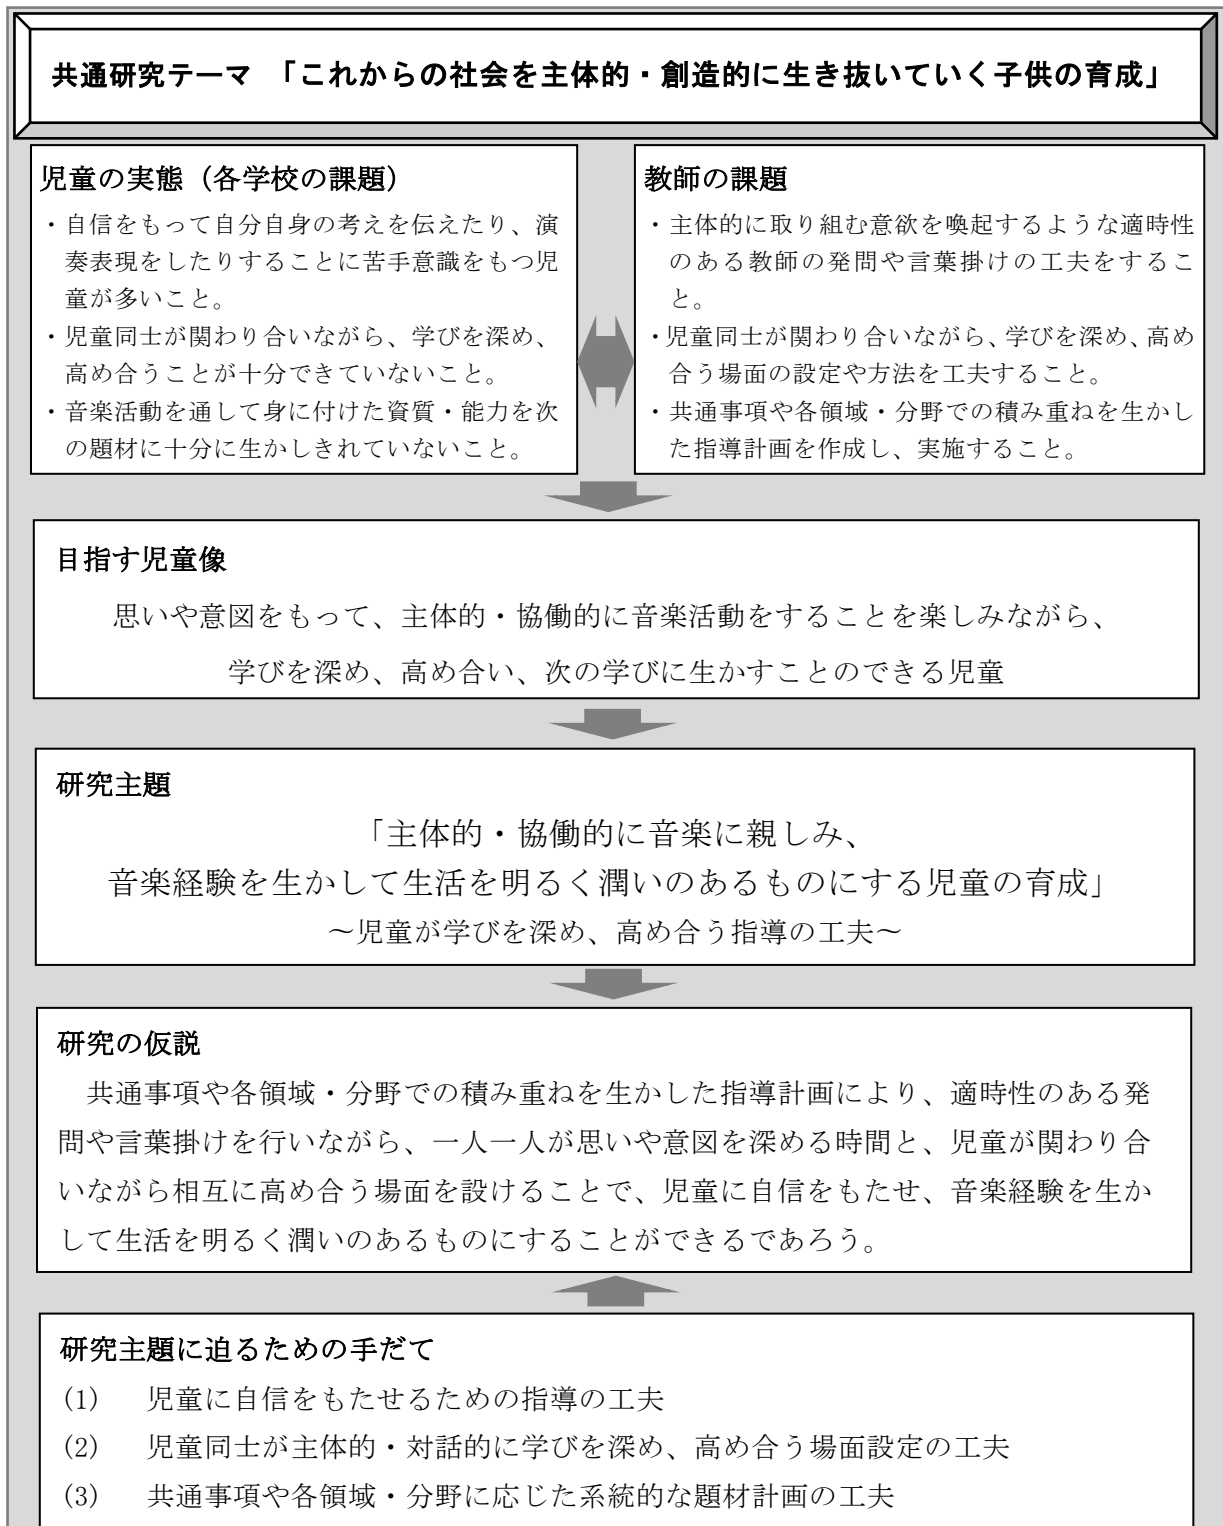 共通研究テーマ 「これからの社会を主体的・創造的に生き抜いていく子供の育成」
児童の実態（各学校の課題）
・自信をもって自分自身の考えを伝えたり、演
奏表現をしたりすることに苦手意識をもつ児
童が多いこと。
・児童同士が関わり合いながら、学びを深め、
高め合うことが十分できていないこと。
・音楽活動を通して身に付けた資質・能力を次
の題材に十分に生かしきれていないこと。
教師の課題
・主体的に取り組む意欲を喚起するような適時性
のある教師の発問や言葉掛けの工夫をするこ
と。
・児童同士が関わり合いながら、学びを深め、高め
合う場面の設定や方法を工夫すること。
・共通事項や各領域・分野での積み重ねを生かし
た指導計画を作成し、実施すること。
目指す児童像
思いや意図をもって、主体的・協働的に音楽活動をすることを楽しみながら、
学びを深め、高め合い、次の学びに生かすことのできる児童
研究主題
「主体的・協働的に音楽に親しみ、
音楽経験を生かして生活を明るく潤いのあるものにする児童の育成」
～児童が学びを深め、高め合う指導の工夫～
研究の仮説
共通事項や各領域・分野での積み重ねを生かした指導計画により、適時性のある発
問や言葉掛けを行いながら、一人一人が思いや意図を深める時間と、児童が関わり合
いながら相互に高め合う場面を設けることで、児童に自信をもたせ、音楽経験を生か
して生活を明るく潤いのあるものにすることができるであろう。
研究主題に迫るための手だて
(1) 児童に自信をもたせるための指導の工夫
(2) 児童同士が主体的・対話的に学びを深め、高め合う場面設定の工夫
(3) 共通事項や各領域・分野に応じた系統的な題材計画の工夫